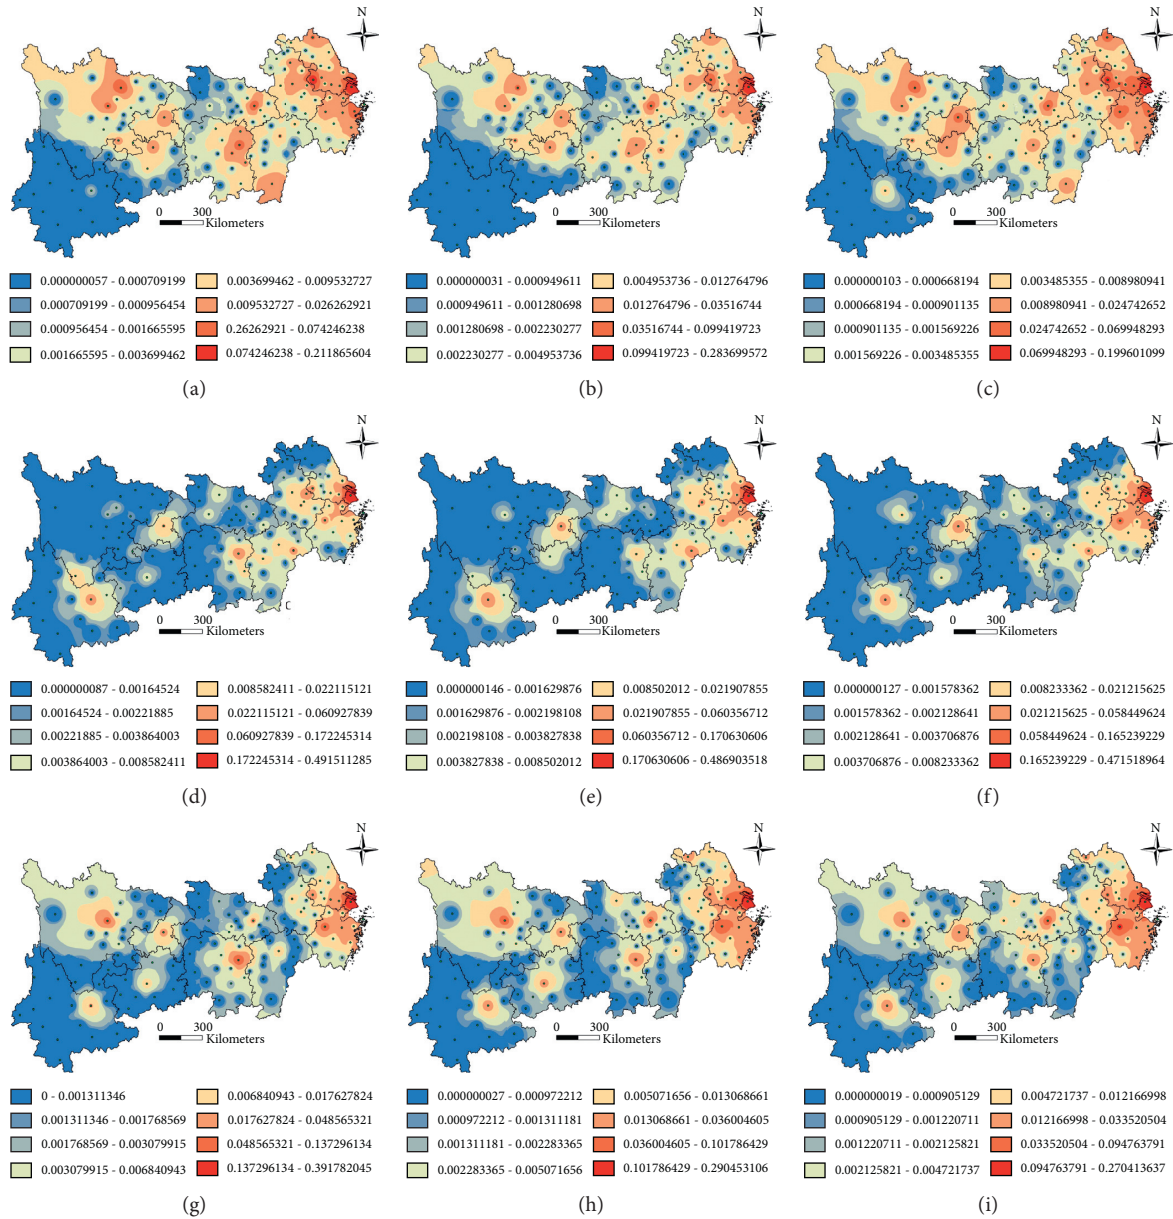 N N N
0 300 Kilometers 0 300 Kilometers 0 300 Kilometers
0.000000057 - 0.000709199 0.003699462 - 0.009532727 0.000000031 - 0.000949611 0.004953736 - 0.012764796 0.000000103 - 0.000668194 0.003485355 - 0.008980941
0.000709199 - 0.000956454 0.009532727 - 0.026262921 0.000949611 - 0.001280698 0.012764796 - 0.03516744 0.000668194 - 0.000901135 0.008980941 - 0.024742652
0.000956454 - 0.001665595 0.26262921 - 0.074246238 0.001280698 - 0.002230277 0.03516744 - 0.099419723 0.000901135 - 0.001569226 0.024742652 - 0.069948293
0.001665595 - 0.003699462 0.074246238 - 0.211865604 0.002230277 - 0.004953736 0.099419723 - 0.283699572 0.001569226 - 0.003485355 0.069948293 - 0.199601099
(a) (b) (c)
N N N
0 300 Kilometers 0 300 Kilometers 0 300 Kilometers
0.000000087 - 0.00164524 0.008582411 - 0.022115121 0.000000146 - 0.001629876 0.008502012 - 0.021907855 0.000000127 - 0.001578362 0.008233362 - 0.021215625
0.00164524 - 0.00221885 0.022115121 - 0.060927839 0.001629876 - 0.002198108 0.021907855 - 0.060356712 0.001578362 - 0.002128641 0.021215625 - 0.058449624
0.00221885 - 0.003864003 0.060927839 - 0.172245314 0.002198108 - 0.003827838 0.060356712 - 0.170630606 0.002128641 - 0.003706876 0.058449624 - 0.165239229
0.003864003 - 0.008582411 0.172245314 - 0.491511285 0.003827838 - 0.008502012 0.170630606 - 0.486903518 0.003706876 - 0.008233362 0.165239229 - 0.471518964
(d) (e) (f)
N N N
0 300 Kilometers 0 300 Kilometers 0 300 Kilometers
0 - 0.001311346 0.006840943 - 0.017627824 0.000000027 - 0.000972212 0.005071656 - 0.013068661 0.000000019 - 0.000905129 0.004721737 - 0.012166998
0.001311346 - 0.001768569 0.017627824 - 0.048565321 0.000972212 - 0.001311181 0.013068661 - 0.036004605 0.000905129 - 0.001220711 0.012166998 - 0.033520504
0.001768569 - 0.003079915 0.048565321 - 0.137296134 0.001311181 - 0.002283365 0.036004605 - 0.101786429 0.001220711 - 0.002125821 0.033520504 - 0.094763791
0.003079915 - 0.006840943 0.137296134 - 0.391782045 0.002283365 - 0.005071656 0.101786429 - 0.290453106 0.002125821 - 0.004721737 0.094763791 - 0.270413637
(g) (h) (i)